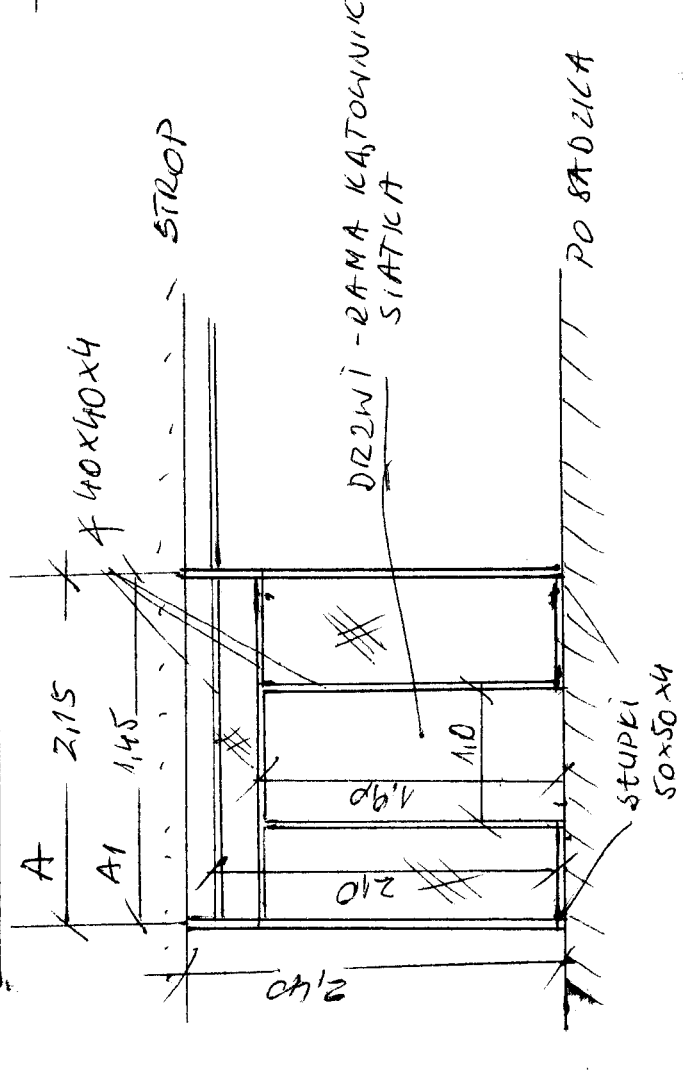 STROP
∟ 40x40x4
A 2,15
A1 1,45
DRZWI - RAMA KĄTOWNIK
SIATKA
1,0
1,90
2,10
2,40
POSADZKA
SŁUPKI
50x50x4